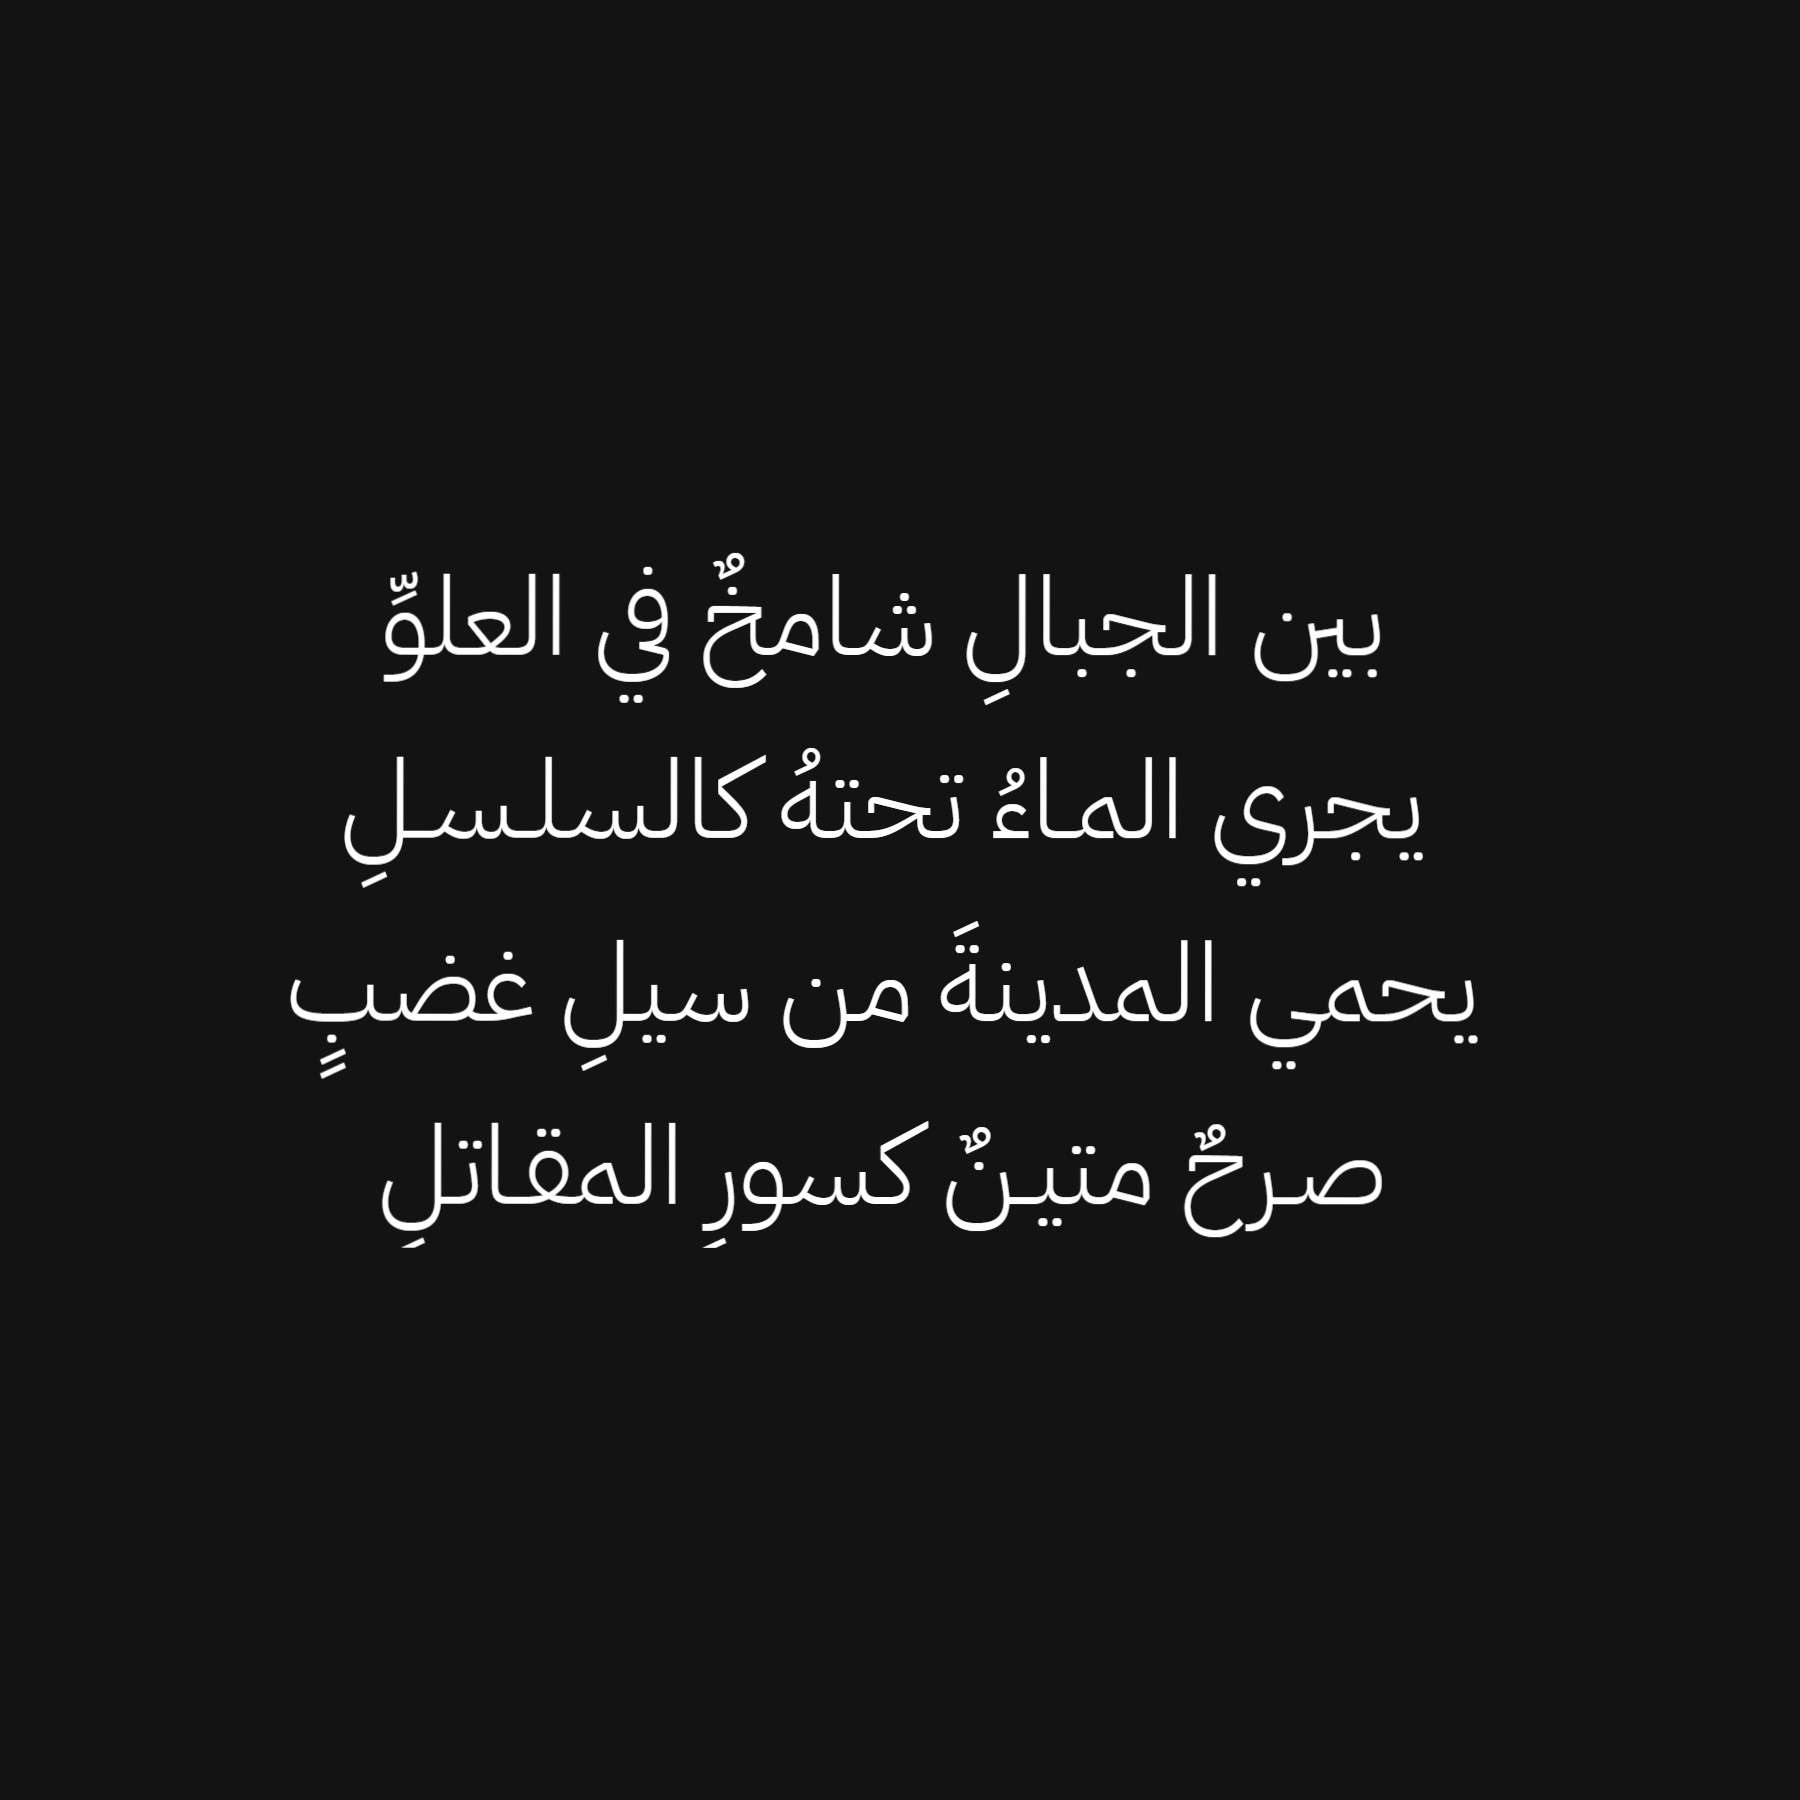 بين الجبالِ شامخٌ في العلوِّ
يجري الماءُ تحتهُ كالسلسلِ
يحمي المدينةَ من سيلِ غضبٍ
صرحٌ متينٌ كسورِ المقاتلِ